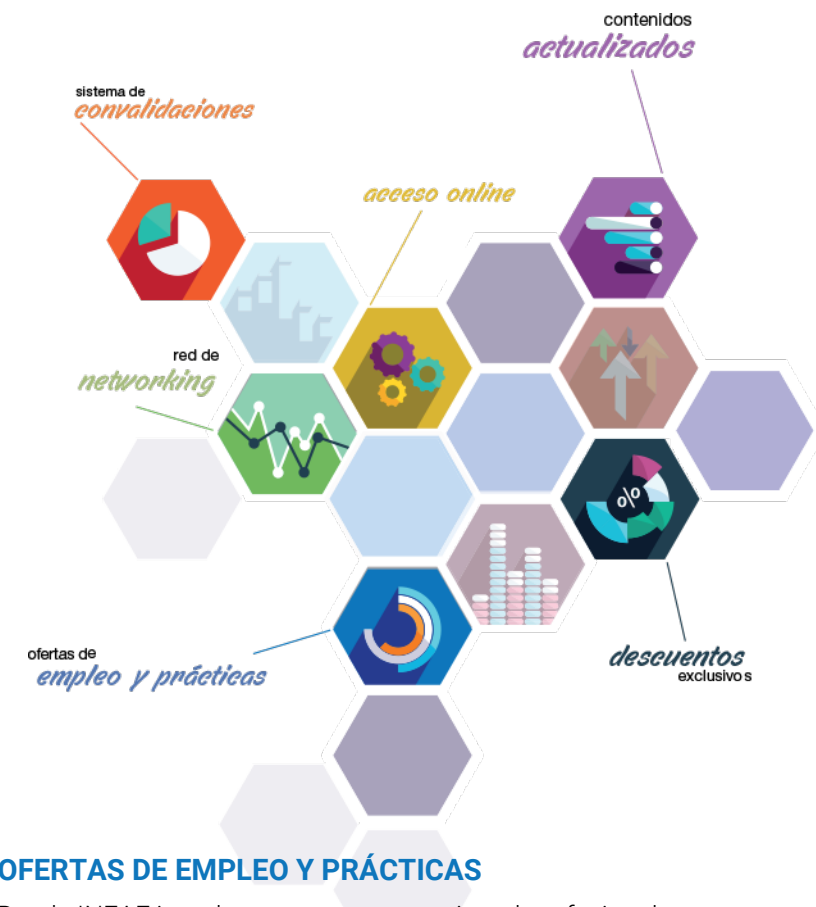 contenidos
actualizados
sistema de
convalidaciones
acceso online
red de
networking
%
ofertas de
empleo y prácticas
descuentos
exclusivos
OFERTAS DE EMPLEO Y PRÁCTICAS